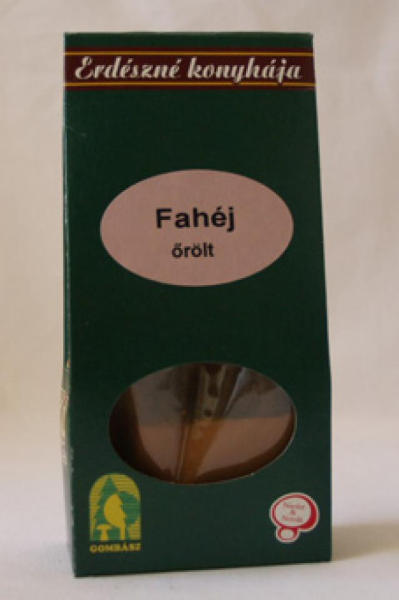 Erdészné konyhája
Fahéj
őrölt
GOMBÁSZ
&